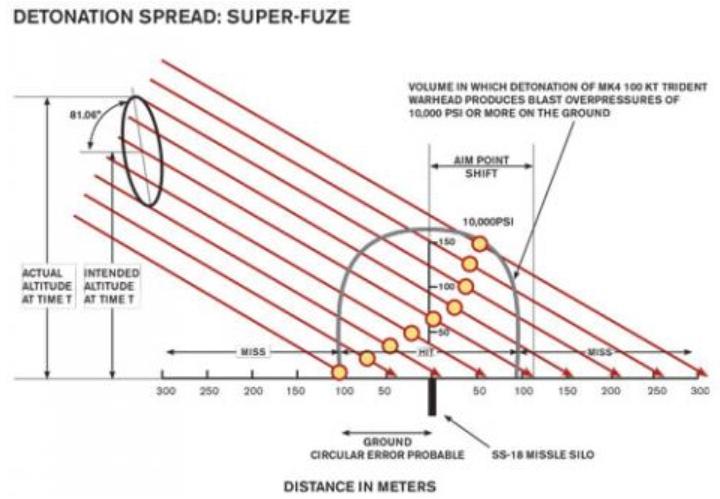 DETONATION SPREAD: SUPER-FUZE
VOLUME IN WHICH DETONATION OF MK4 100 KT TRIDENT
WARHEAD PRODUCES BLAST OVERPRESSURES OF
10,000 PSI OR MORE ON THE GROUND
81.06°
AIM POINT
SHIFT
10,000PSI
150
100
50
ACTUAL
ALTITUDE
AT TIME T
INTENDED
ALTITUDE
AT TIME T
MISS
HIT
MISS
300 250 200 150 100 50 50 100 150 200 250 300
GROUND
CIRCULAR ERROR PROBABLE
SS-18 MISSLE SILO
DISTANCE IN METERS